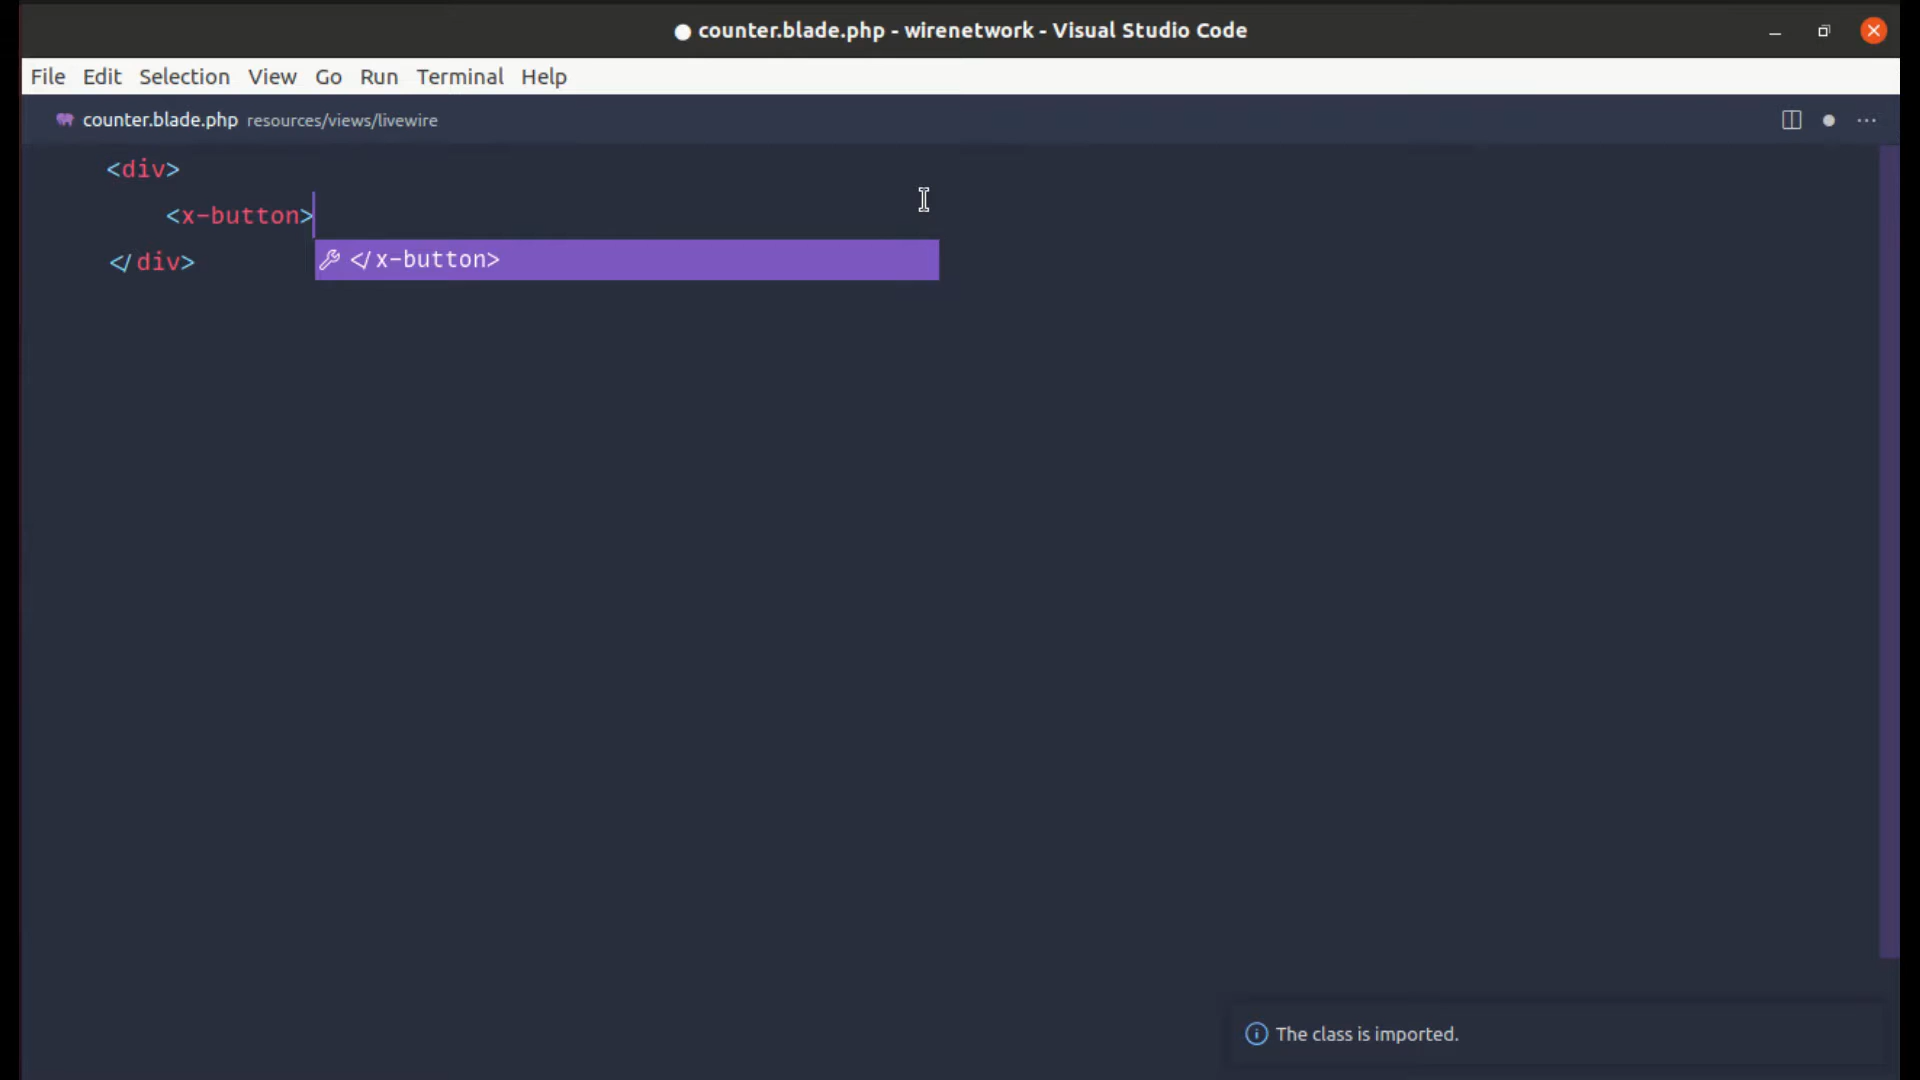 ● counter.blade.php - wirenetwork - Visual Studio Code
File Edit Selection View Go Run Terminal Help
counter.blade.php resources/views/livewire
<div>
<x-button>
</x-button>
</div>
The class is imported.